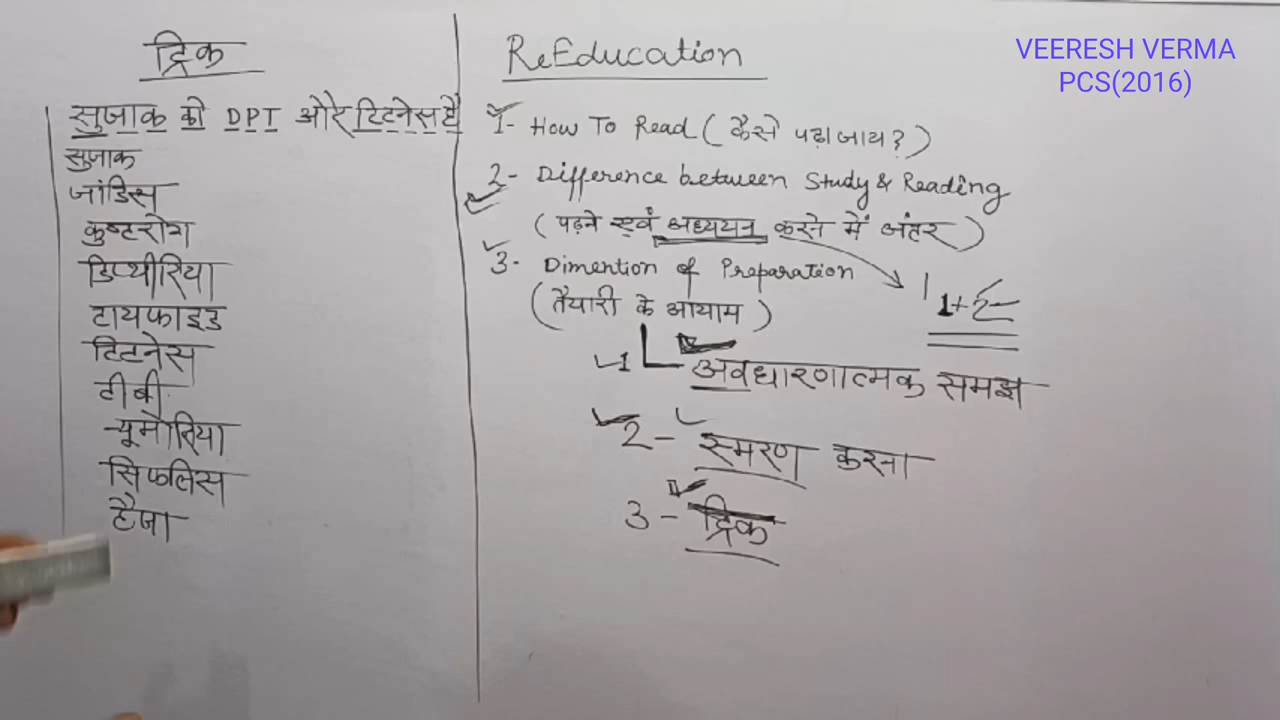 ट्रिक
सुजाक को DPT और टिटनेस है
सुजाक
जांडिस
कुष्टरोग
डिप्थीरिया
टायफाइड
टिटनेस
टीबी
न्यूमोनिया
सिफलिस
हैजा
ReEducation
1- How To Read (कैसे पढ़ा जाय?)
2- Difference between Study & Reading
(पढ़ने एवं अध्ययन करने में अंतर)
3- Dimention of Preparation
(तैयारी के आयाम)
1+2-
1 अवधारणात्मक समझ
2- स्मरण करना
3- ट्रिक
VEERESH VERMA
PCS(2016)